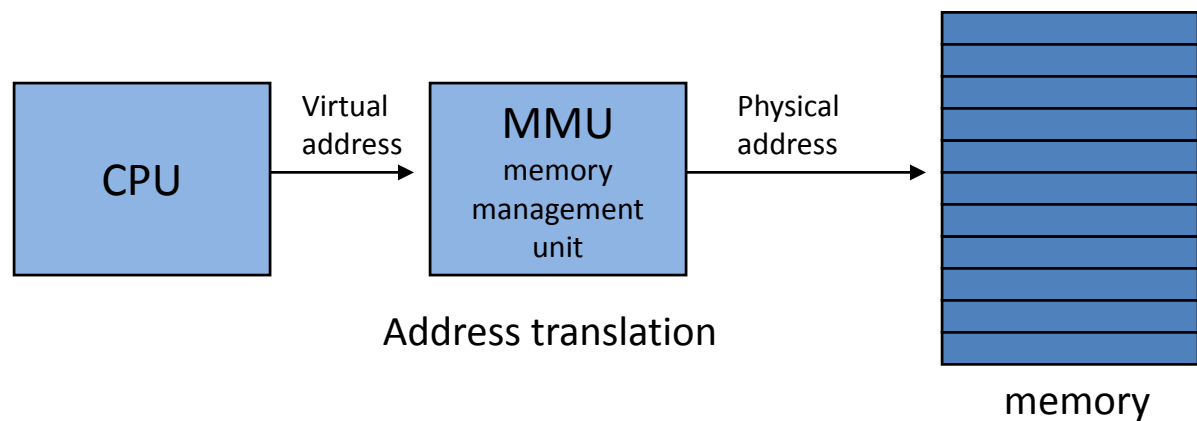 CPU
Virtual
address
MMU
memory
management
unit
Physical
address
Address translation
memory